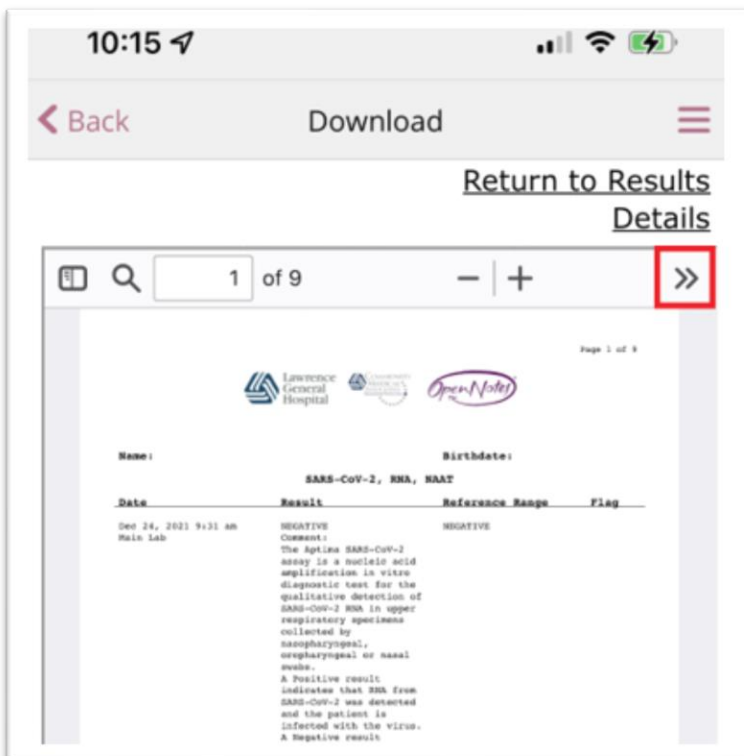 10:15
Back
Download
Return to Results
Details
1 of 9
Page 1 of 9
Lawrence
General
Hospital
OpenNotes
Name:
Birthdate:
SARS-CoV-2, RNA, NAAT
Date Result Reference Range Flag
Dec 24, 2021 9:31 am NEGATIVE NEGATIVE
Main Lab Comment:
The Aptima SARS-CoV-2
assay is a nucleic acid
amplification in vitro
diagnostic test for the
qualitative detection of
SARS-CoV-2 RNA in upper
respiratory specimens
collected by
nasopharyngeal,
oropharyngeal or nasal
swabs.
A Positive result
indicates that RNA from
SARS-CoV-2 was detected
and the patient is
infected with the virus.
A Negative result